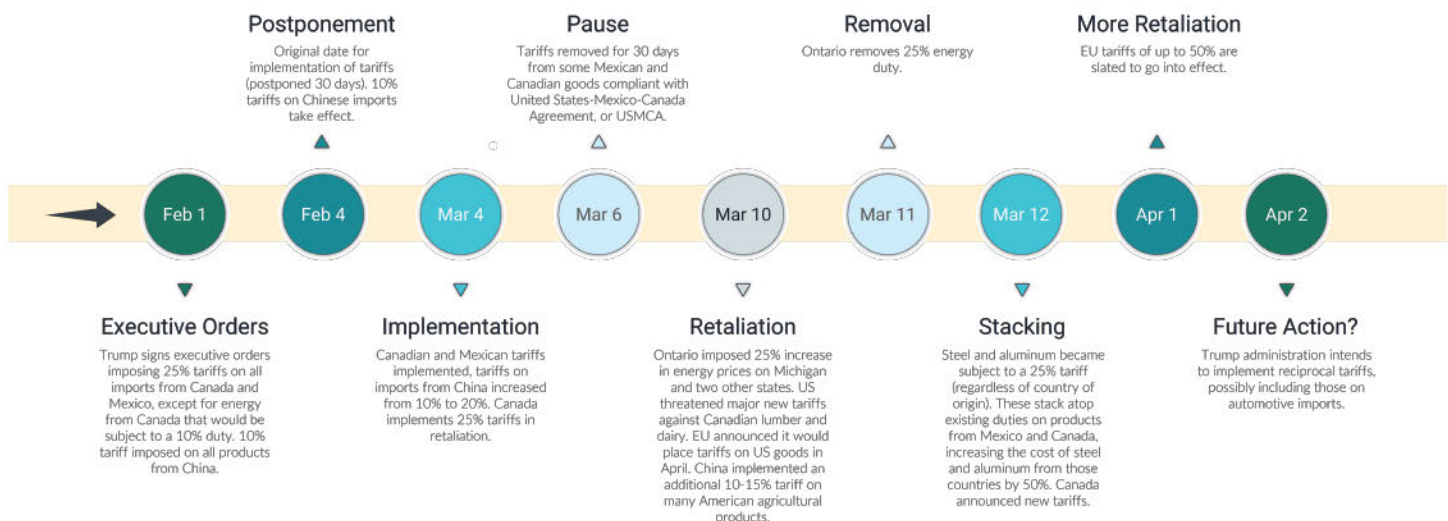 Postponement
Original date for
implementation of tariffs
(postponed 30 days). 10%
tariffs on Chinese imports
take effect.
Pause
Tariffs removed for 30 days
from some Mexican and
Canadian goods compliant with
United States-Mexico-Canada
Agreement, or USMCA.
Removal
Ontario removes 25% energy
duty.
More Retaliation
EU tariffs of up to 50% are
slated to go into effect.
Feb 1
Feb 4
Mar 4
Mar 6
Mar 10
Mar 11
Mar 12
Apr 1
Apr 2
Executive Orders
Trump signs executive orders
imposing 25% tariffs on all
imports from Canada and
Mexico, except for energy
from Canada that would be
subject to a 10% duty. 10%
tariff imposed on all products
from China.
Implementation
Canadian and Mexican tariffs
implemented, tariffs on
imports from China increased
from 10% to 20%. Canada
implements 25% tariffs in
retaliation.
Retaliation
Ontario imposed 25% increase
in energy prices on Michigan
and two other states. US
threatened major new tariffs
against Canadian lumber and
dairy. EU announced it would
place tariffs on US goods in
April. China implemented an
additional 10-15% tariff on
many American agricultural
products.
Stacking
Steel and aluminum became
subject to a 25% tariff
(regardless of country of
origin). These stack atop
existing duties on products
from Mexico and Canada,
increasing the cost of steel
and aluminum from those
countries by 50%. Canada
announced new tariffs.
Future Action?
Trump administration intends
to implement reciprocal tariffs,
possibly including those on
automotive imports.